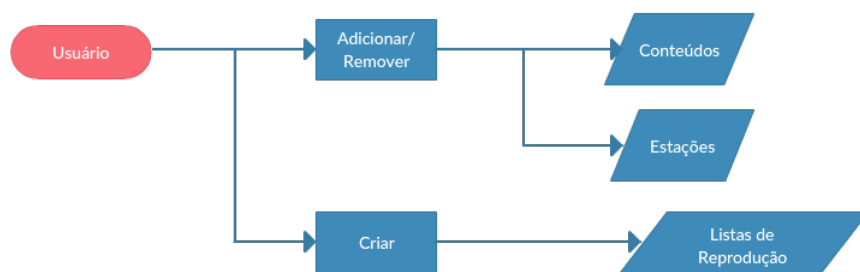 Usuário
Adicionar/
Remover
Conteúdos
Estações
Criar
Listas de
Reprodução